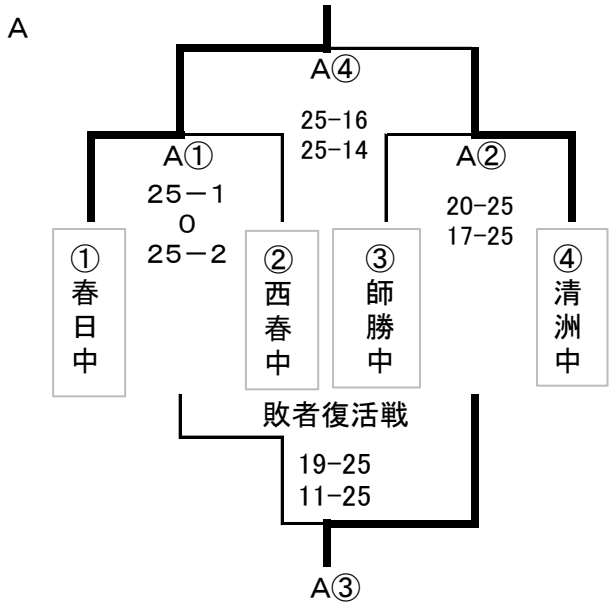 A
A④
25-16
25-14
A①
A②
25－1
0
25－2
20-25
17-25
①春日中
②西春中
③師勝中
④清洲中
敗者復活戦
19-25
11-25
A③